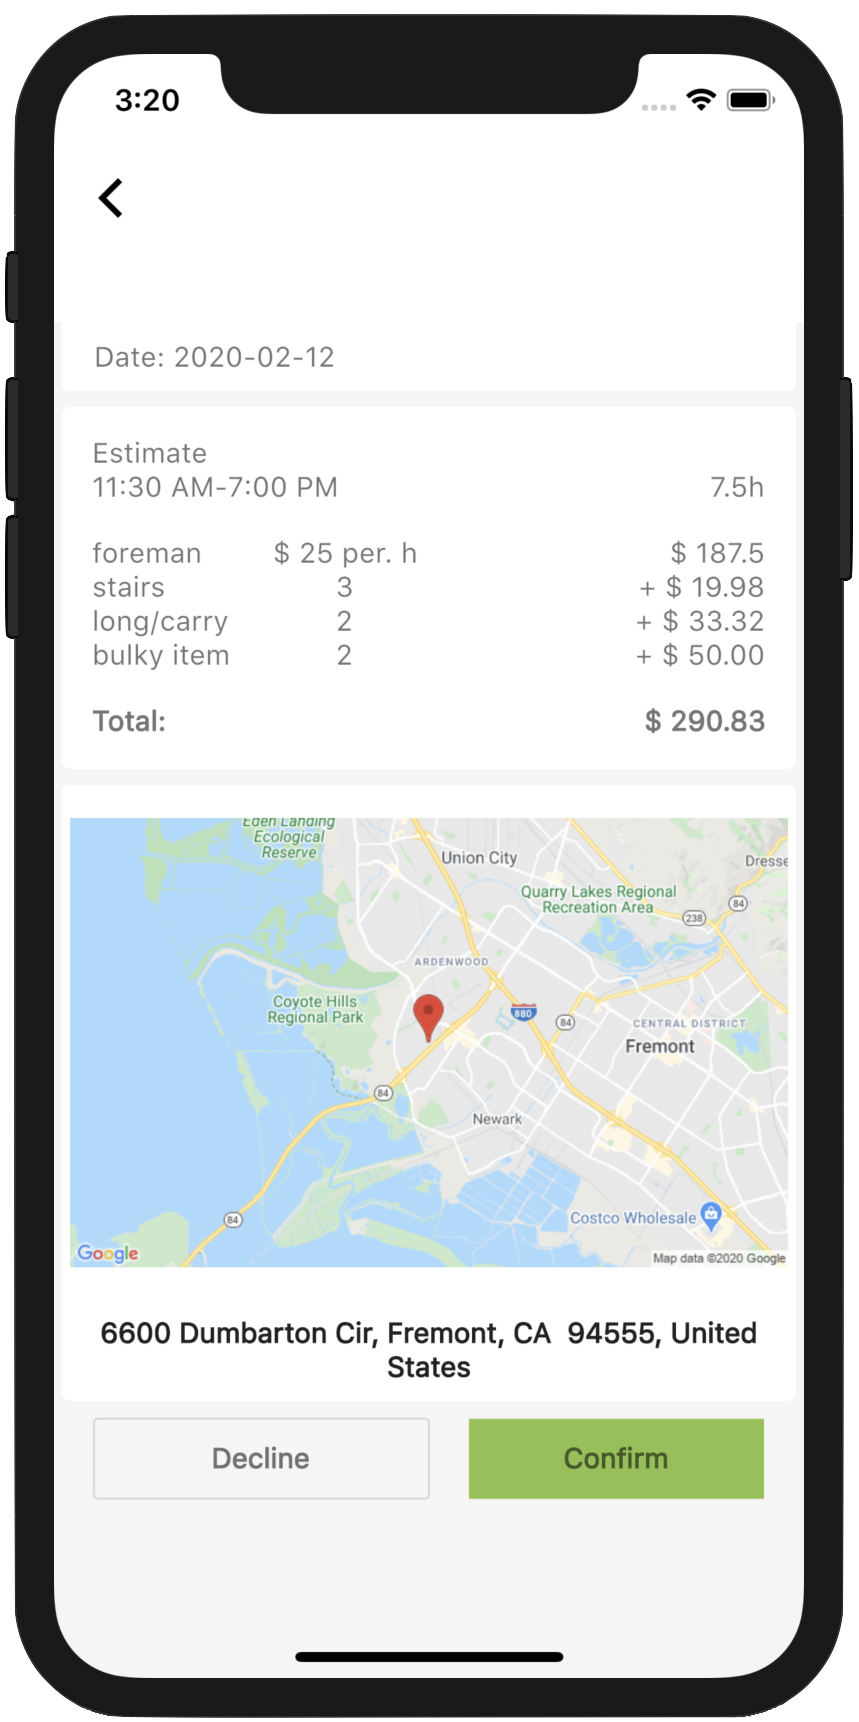 3:20
Date: 2020-02-12
Estimate
11:30 AM-7:00 PM 7.5h
foreman $ 25 per. h $ 187.5
stairs 3 + $ 19.98
long/carry 2 + $ 33.32
bulky item 2 + $ 50.00
Total: $ 290.83
Eden Landing
Ecological
Reserve
Union City
Dresse
Quarry Lakes Regional
Recreation Area
84
238
ARDENWOOD
Coyote Hills
Regional Park
880
84
CENTRAL DISTRICT
Fremont
84
Newark
84
Costco Wholesale
Google
Map data ©2020 Google
6600 Dumbarton Cir, Fremont, CA  94555, United
States
Decline Confirm